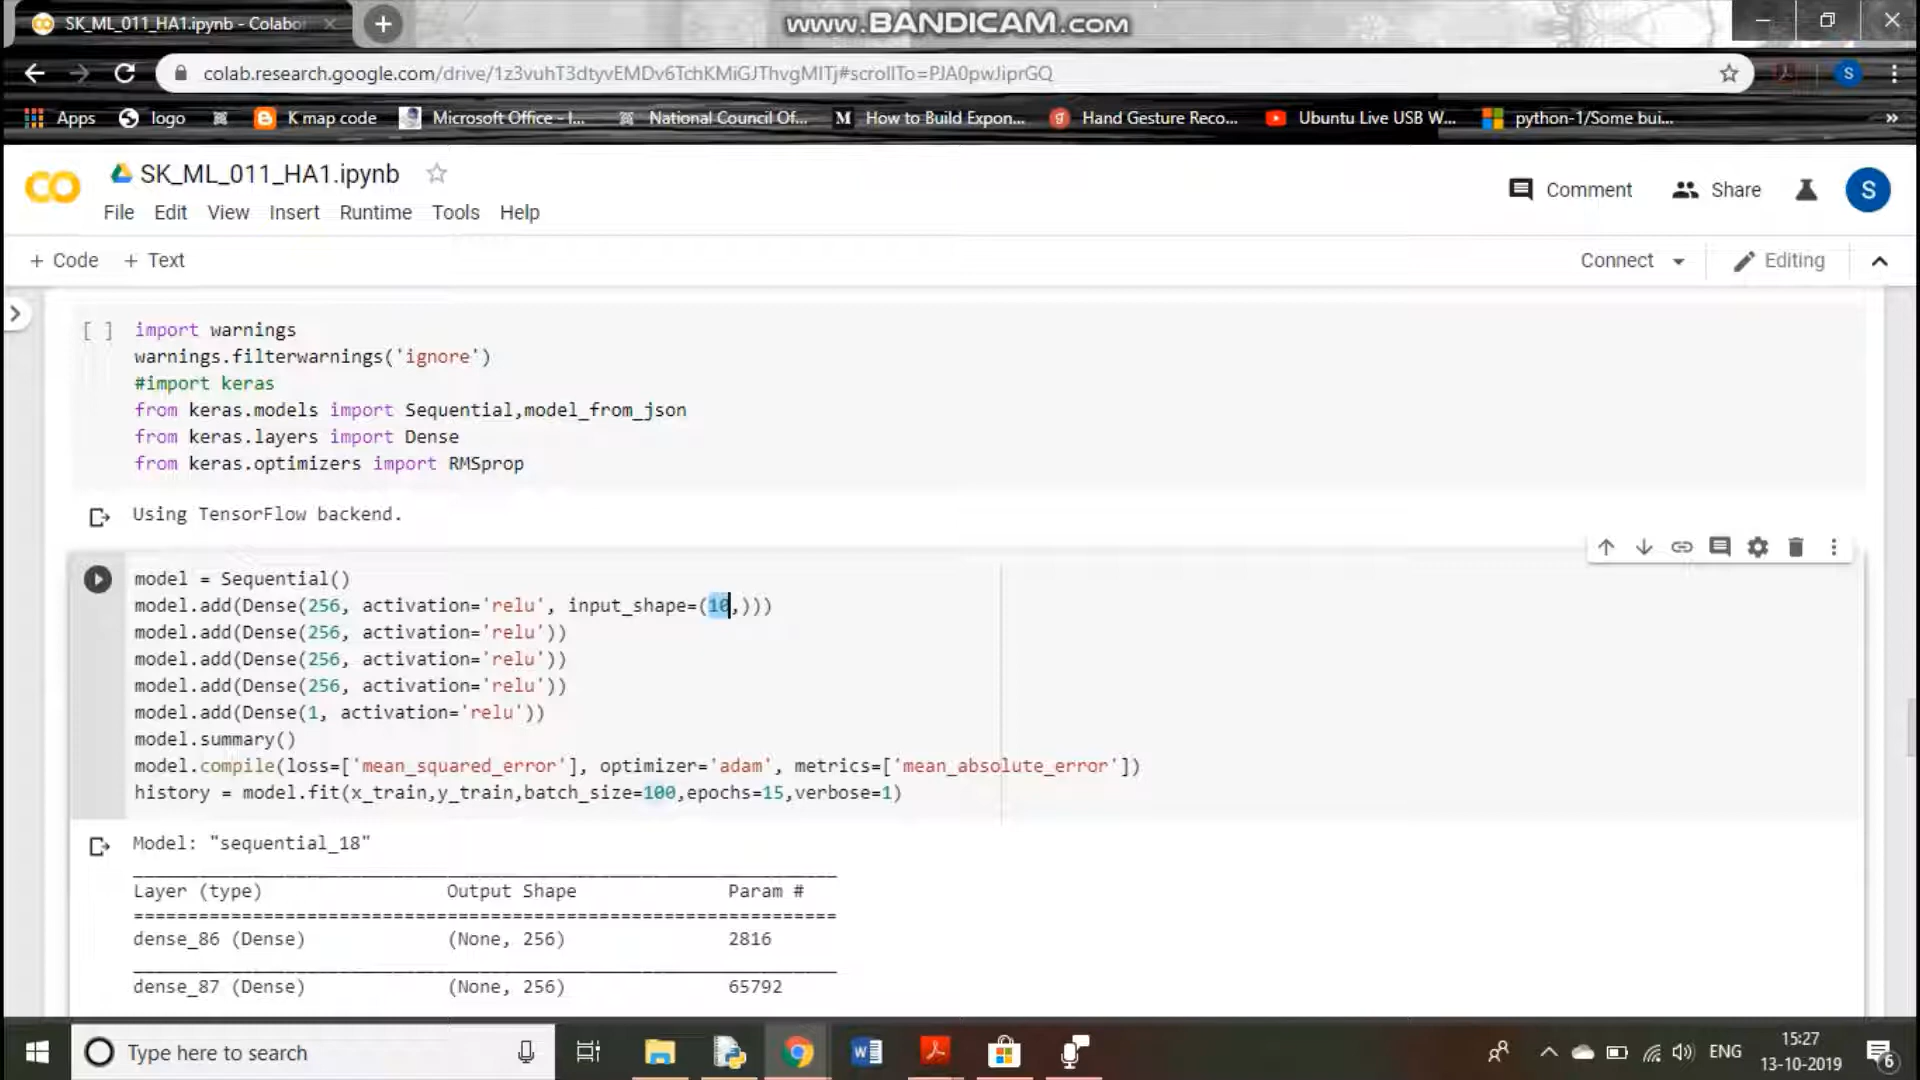 SK_ML_011_HA1.ipynb - Colabo
www.BANDICAM.com
colab.research.google.com/drive/1z3vuhT3dtyvEMDv6TchKMiGJThvgMITj#scrollTo=PJA0pwJiprGQ
S
Apps logo K map code Microsoft Office - I... National Council Of... M How to Build Expon... Hand Gesture Reco... Ubuntu Live USB W... python-1/Some bui... »
SK_ML_011_HA1.ipynb
Comment Share S
File Edit View Insert Runtime Tools Help
+ Code + Text Connect Editing
[ ] import warnings
warnings.filterwarnings('ignore')
#import keras
from keras.models import Sequential,model_from_json
from keras.layers import Dense
from keras.optimizers import RMSprop
Using TensorFlow backend.
model = Sequential()
model.add(Dense(256, activation='relu', input_shape=(10,)))
model.add(Dense(256, activation='relu'))
model.add(Dense(256, activation='relu'))
model.add(Dense(256, activation='relu'))
model.add(Dense(1, activation='relu'))
model.summary()
model.compile(loss=['mean_squared_error'], optimizer='adam', metrics=['mean_absolute_error'])
history = model.fit(x_train,y_train,batch_size=100,epochs=15,verbose=1)
Model: "sequential_18"
Layer (type) Output Shape Param #
dense_86 (Dense) (None, 256) 2816
dense_87 (Dense) (None, 256) 65792
Type here to search
ENG
15:27
13-10-2019
6